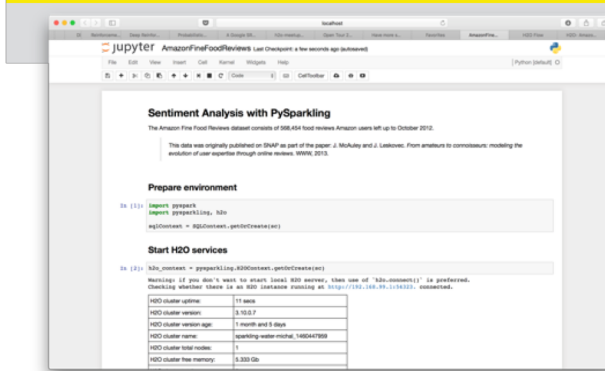 localhost
Jupyter AmazonFineFoodReviews Last Checkpoint: a few seconds ago (autosaved)
File Edit View Insert Cell Kernel Widgets Help
Python [default] O
Code
CellToolbar
Sentiment Analysis with PySparkling
The Amazon Fine Food Reviews dataset consists of 568,454 food reviews Amazon users left up to October 2012.
This data was originally published on SNAP as part of the paper: J. McAuley and J. Leskovec. From amateurs to connoisseurs: modeling the
evolution of user expertise through online reviews. WWW, 2013.
Prepare environment
In [1]: import pyspark
import pysparkling, h2o
sqlContext = SQLContext.getOrCreate(sc)
Start H2O services
In [2]: h2o_context = pysparkling.H2OContext.getOrCreate(sc)
Warning: if you don't want to start local H2O server, then use of `h2o.connect()` is preferred.
Checking whether there is an H2O instance running at http://192.168.99.1:54323. connected.
H2O cluster uptime: 11 secs
H2O cluster version: 3.10.0.7
H2O cluster version age: 1 month and 5 days
H2O cluster name: sparkling-water-michal_1460447959
H2O cluster total nodes: 1
H2O cluster free memory: 5.333 Gb